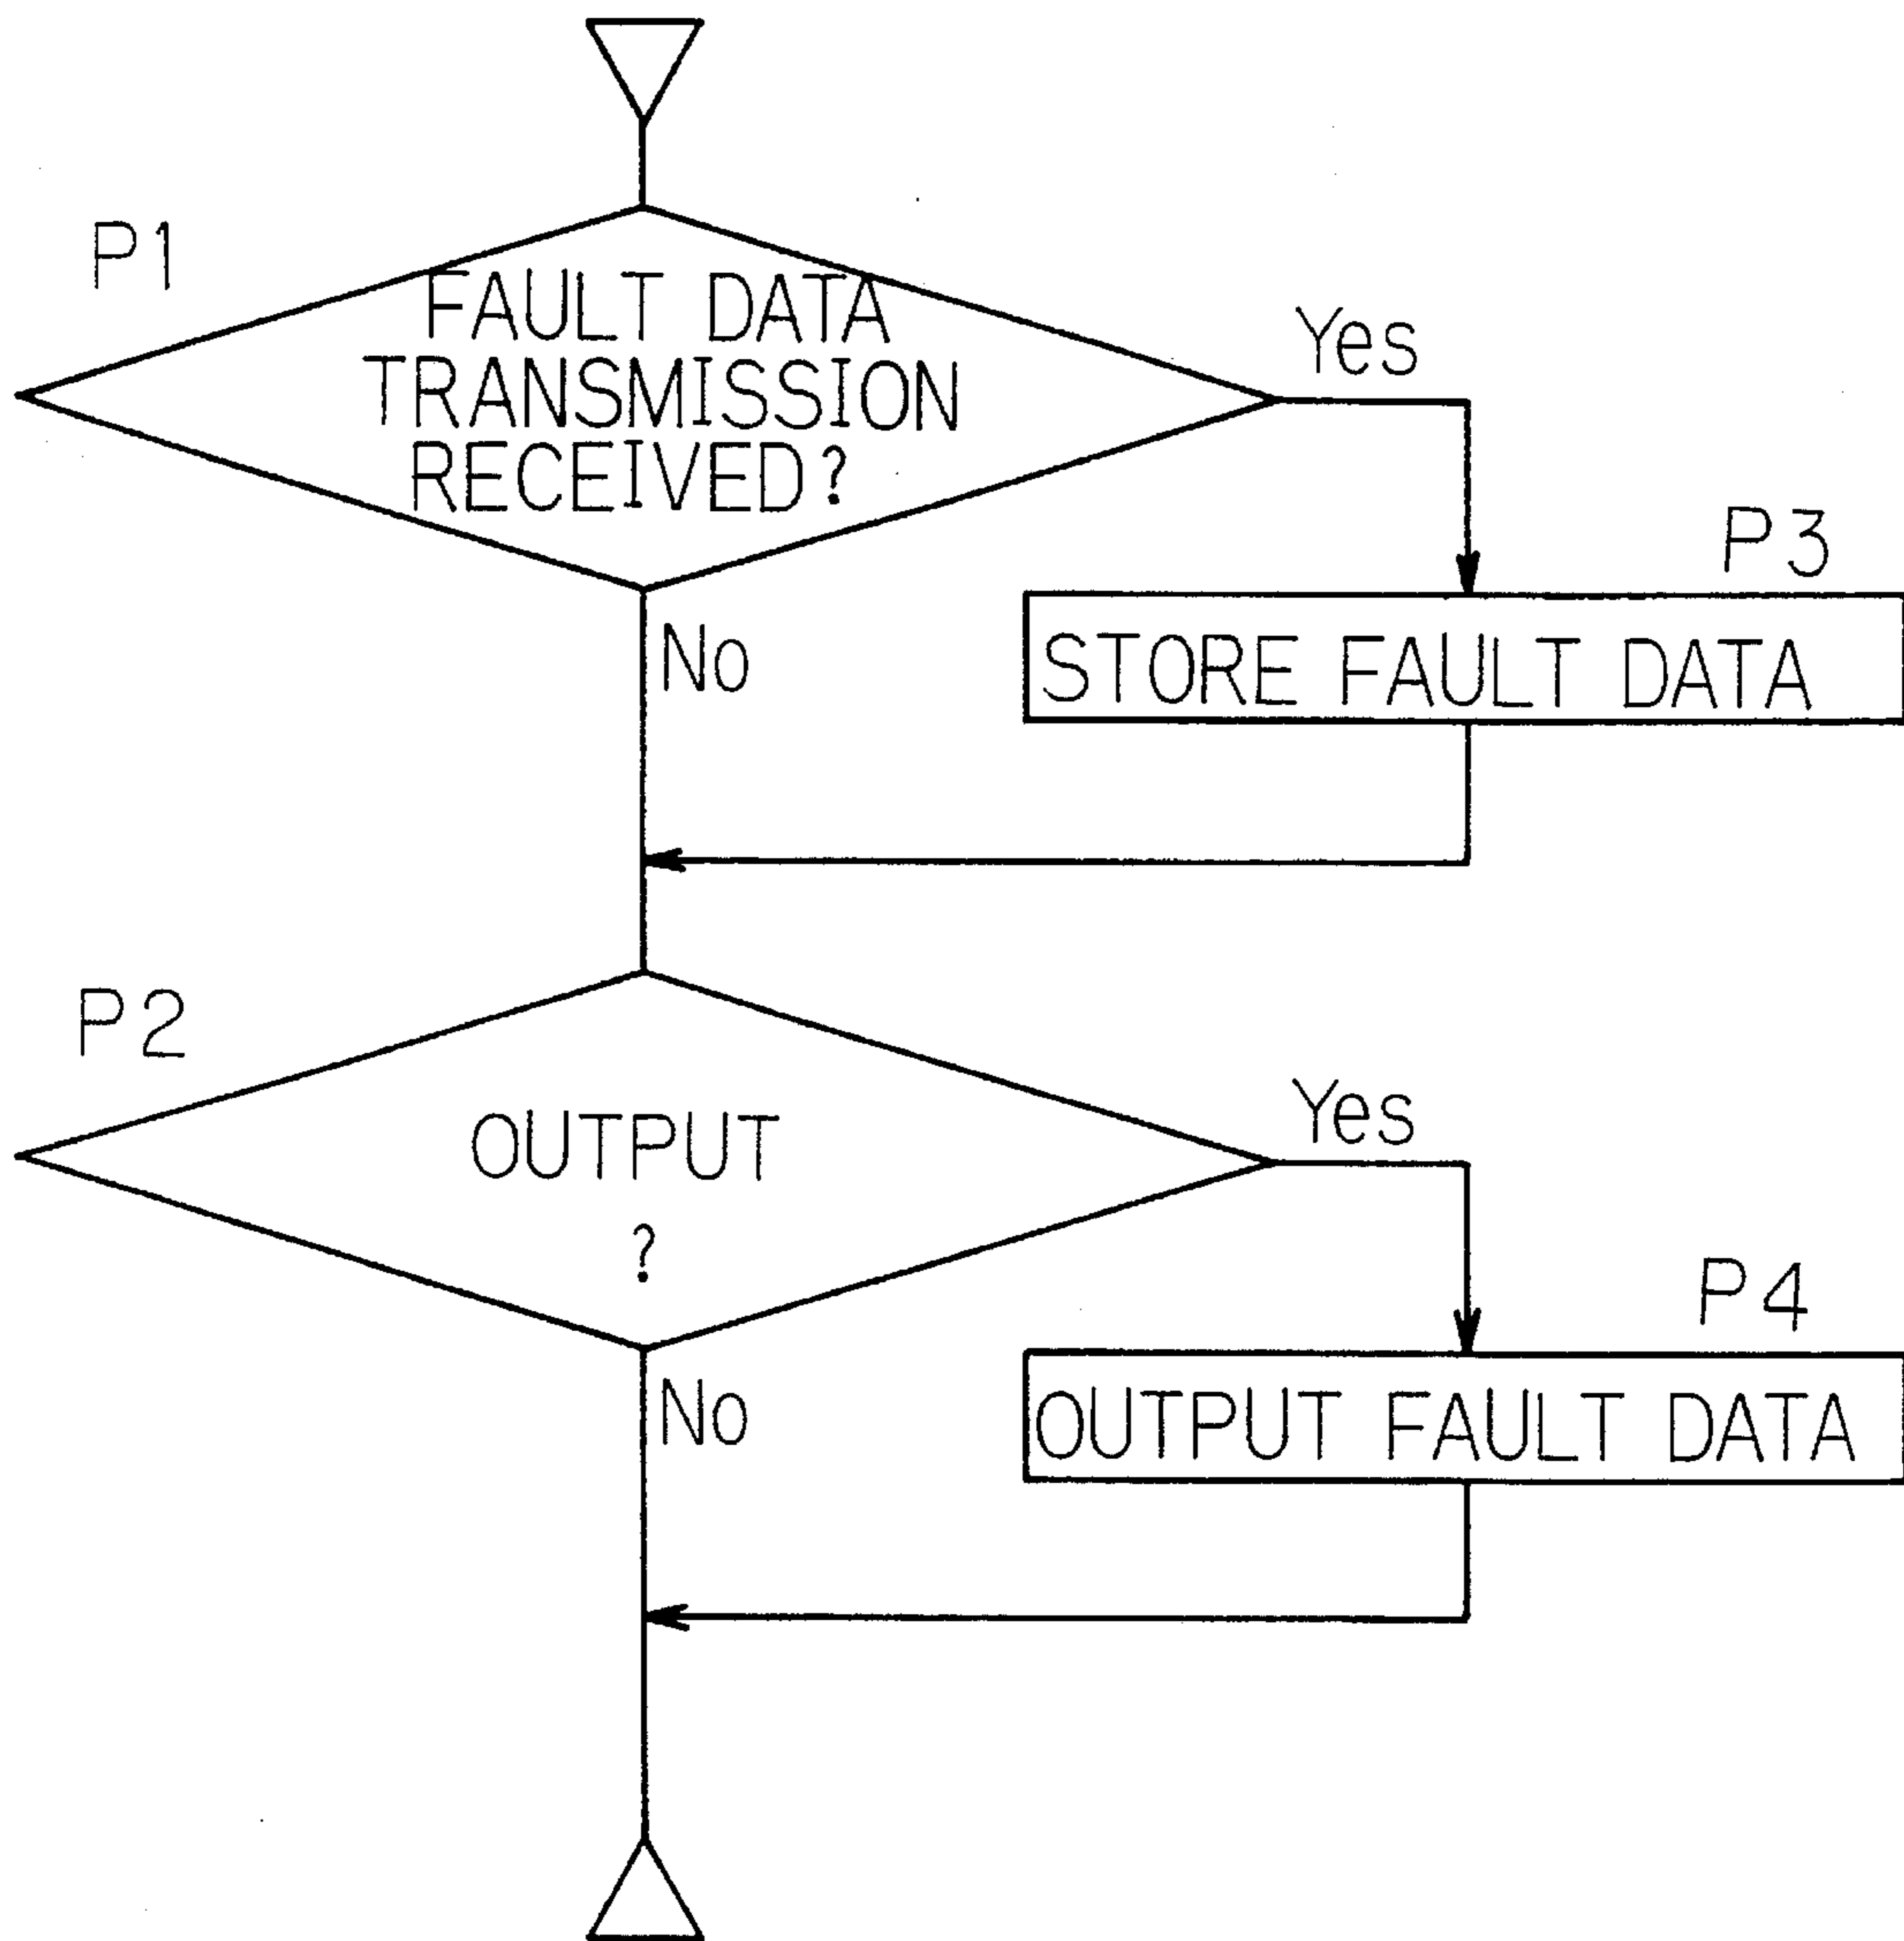 P1
FAULT DATA
TRANSMISSION
RECEIVED?
Yes
No
P3
STORE FAULT DATA
P2
OUTPUT
?
Yes
No
P4
OUTPUT FAULT DATA